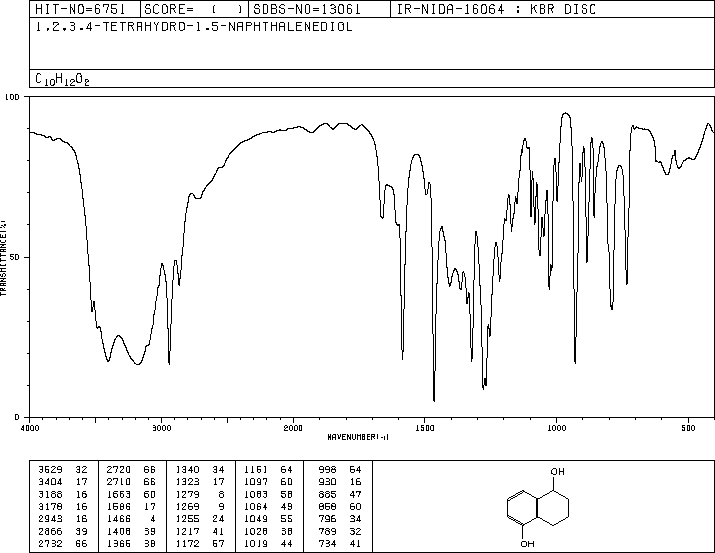 HIT-NO=6751 SCORE= ( ) SDBS-NO=13061 IR-NIDA-16064 : KBR DISC
1,2,3,4-TETRAHYDRO-1,5-NAPHTHALENEDIOL
C10H12O2
100
50
0
TRANSMITTANCE(%)
4000 3000 2000 1500 1000 500
WAVENUMBER(-1)
3529 32 2720 66 1340 34 1151 64 998 64
3404 17 2710 66 1323 17 1097 60 930 16
3188 16 1663 60 1279 8 1083 58 885 47
3178 16 1586 17 1269 9 1064 49 858 60
2943 16 1466 4 1255 24 1049 55 796 34
2866 39 1408 39 1217 41 1028 38 789 32
2732 66 1365 38 1172 57 1019 44 734 41
OH
OH